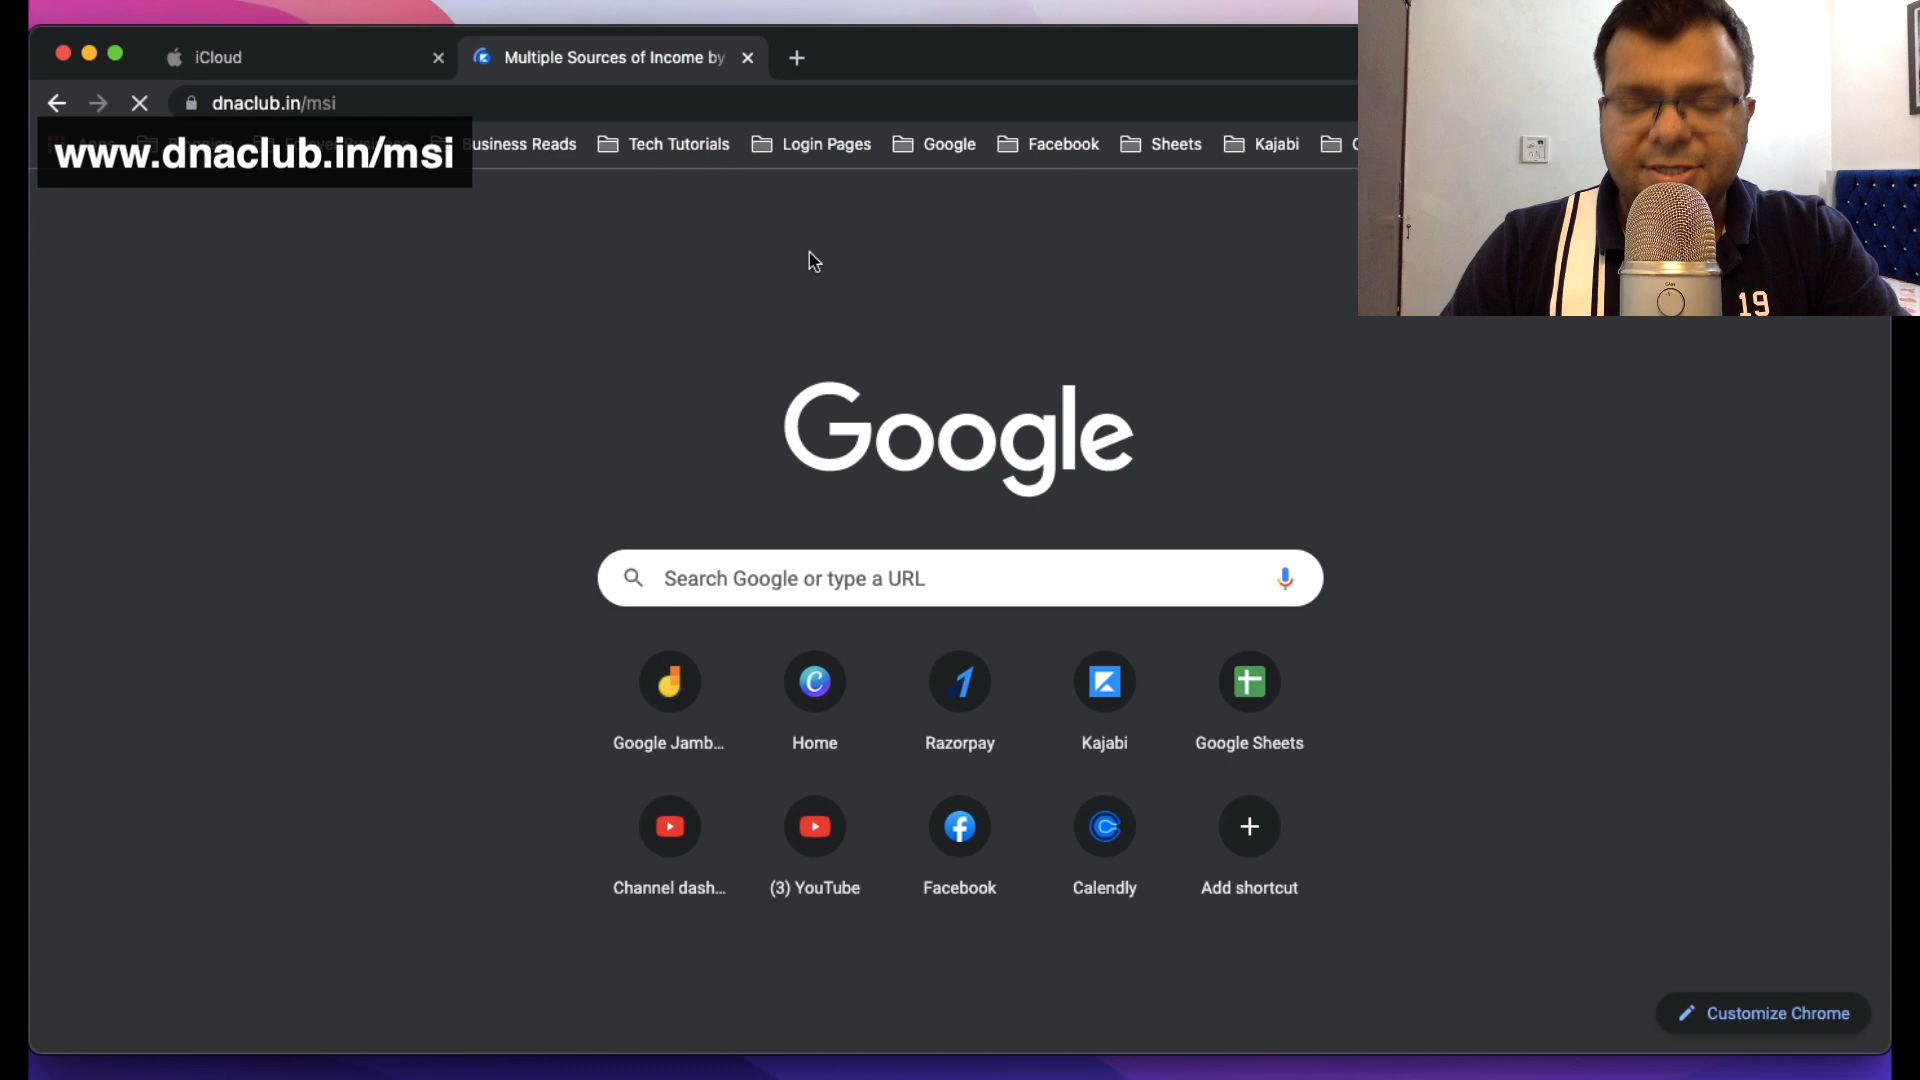 iCloud
Multiple Sources of Income by
dnaclub.in/msi
www.dnaclub.in/msi
Business Reads
Tech Tutorials
Login Pages
Google
Facebook
Sheets
Kajabi
19
Google
Search Google or type a URL
Google Jamb...
Home
Razorpay
Kajabi
Google Sheets
Channel dash...
(3) YouTube
Facebook
Calendly
Add shortcut
Customize Chrome